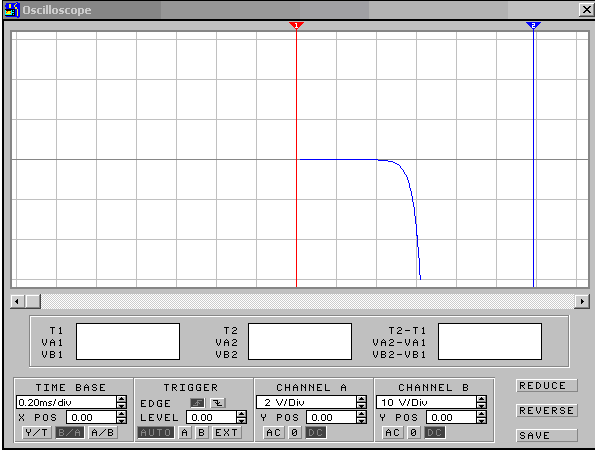 Oscilloscope
1 2
T1 T2 T2-T1
VA1 VA2 VA2-VA1
VB1 VB2 VB2-VB1
TIME BASE
0.20ms/div
X POS 0.00
Y/T B/A A/B
TRIGGER
EDGE
LEVEL 0.00
AUTO A B EXT
CHANNEL A
2 V/Div
Y POS 0.00
AC 0 DC
CHANNEL B
10 V/Div
Y POS 0.00
AC 0 DC
REDUCE
REVERSE
SAVE